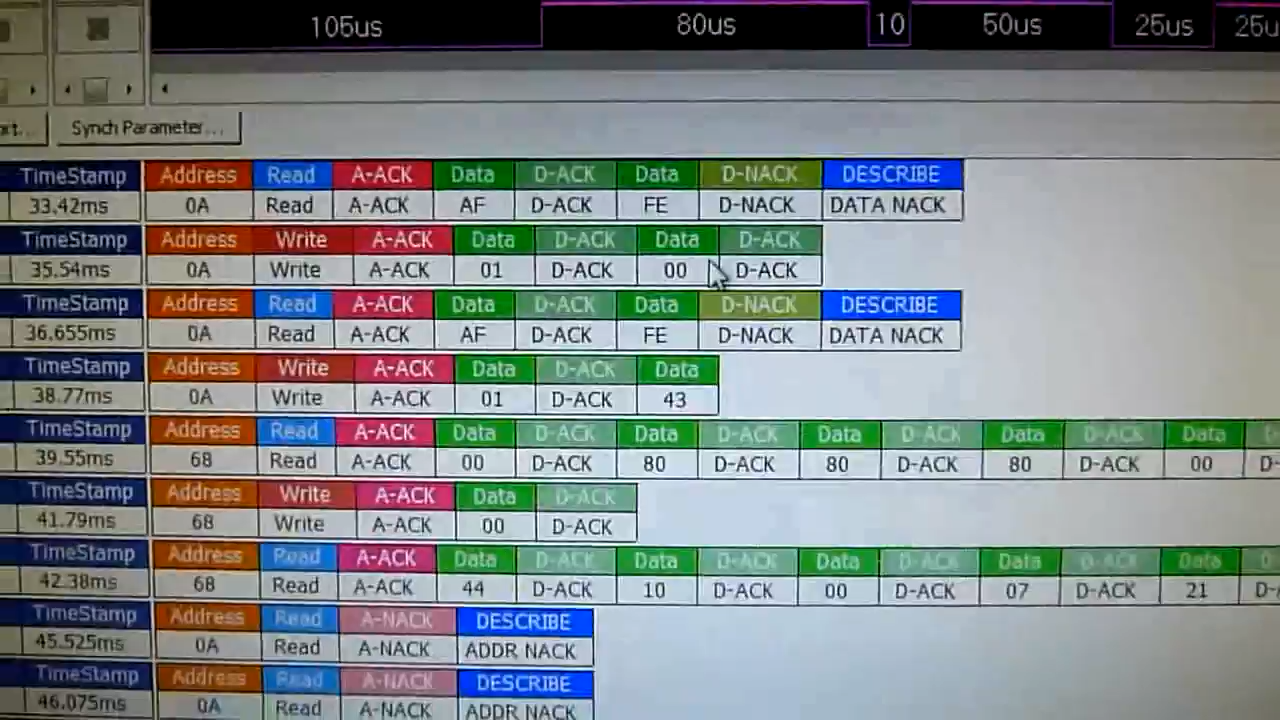 105us 80us 10 50us 25us 25u
Synch Parameter...
TimeStamp Address Read A-ACK Data D-ACK Data D-NACK DESCRIBE
33.42ms 0A Read A-ACK AF D-ACK FE D-NACK DATA NACK
TimeStamp Address Write A-ACK Data D-ACK Data D-ACK
35.54ms 0A Write A-ACK 01 D-ACK 00 D-ACK
TimeStamp Address Read A-ACK Data D-ACK Data D-NACK DESCRIBE
36.655ms 0A Read A-ACK AF D-ACK FE D-NACK DATA NACK
TimeStamp Address Write A-ACK Data D-ACK Data
38.77ms 0A Write A-ACK 01 D-ACK 43
TimeStamp Address Read A-ACK Data D-ACK Data D-ACK Data D-ACK Data D-ACK Data
39.55ms 68 Read A-ACK 00 D-ACK 80 D-ACK 80 D-ACK 80 D-ACK 00 D-
TimeStamp Address Write A-ACK Data D-ACK
41.79ms 68 Write A-ACK 00 D-ACK
TimeStamp Address Read A-ACK Data D-ACK Data D-ACK Data D-ACK Data D-ACK Data
42.38ms 68 Read A-ACK 44 D-ACK 10 D-ACK 00 D-ACK 07 D-ACK 21 D-
TimeStamp Address Read A-NACK DESCRIBE
45.525ms 0A Read A-NACK ADDR NACK
TimeStamp Address Read A-NACK DESCRIBE
46.075ms 0A Read A-NACK ADDR NACK